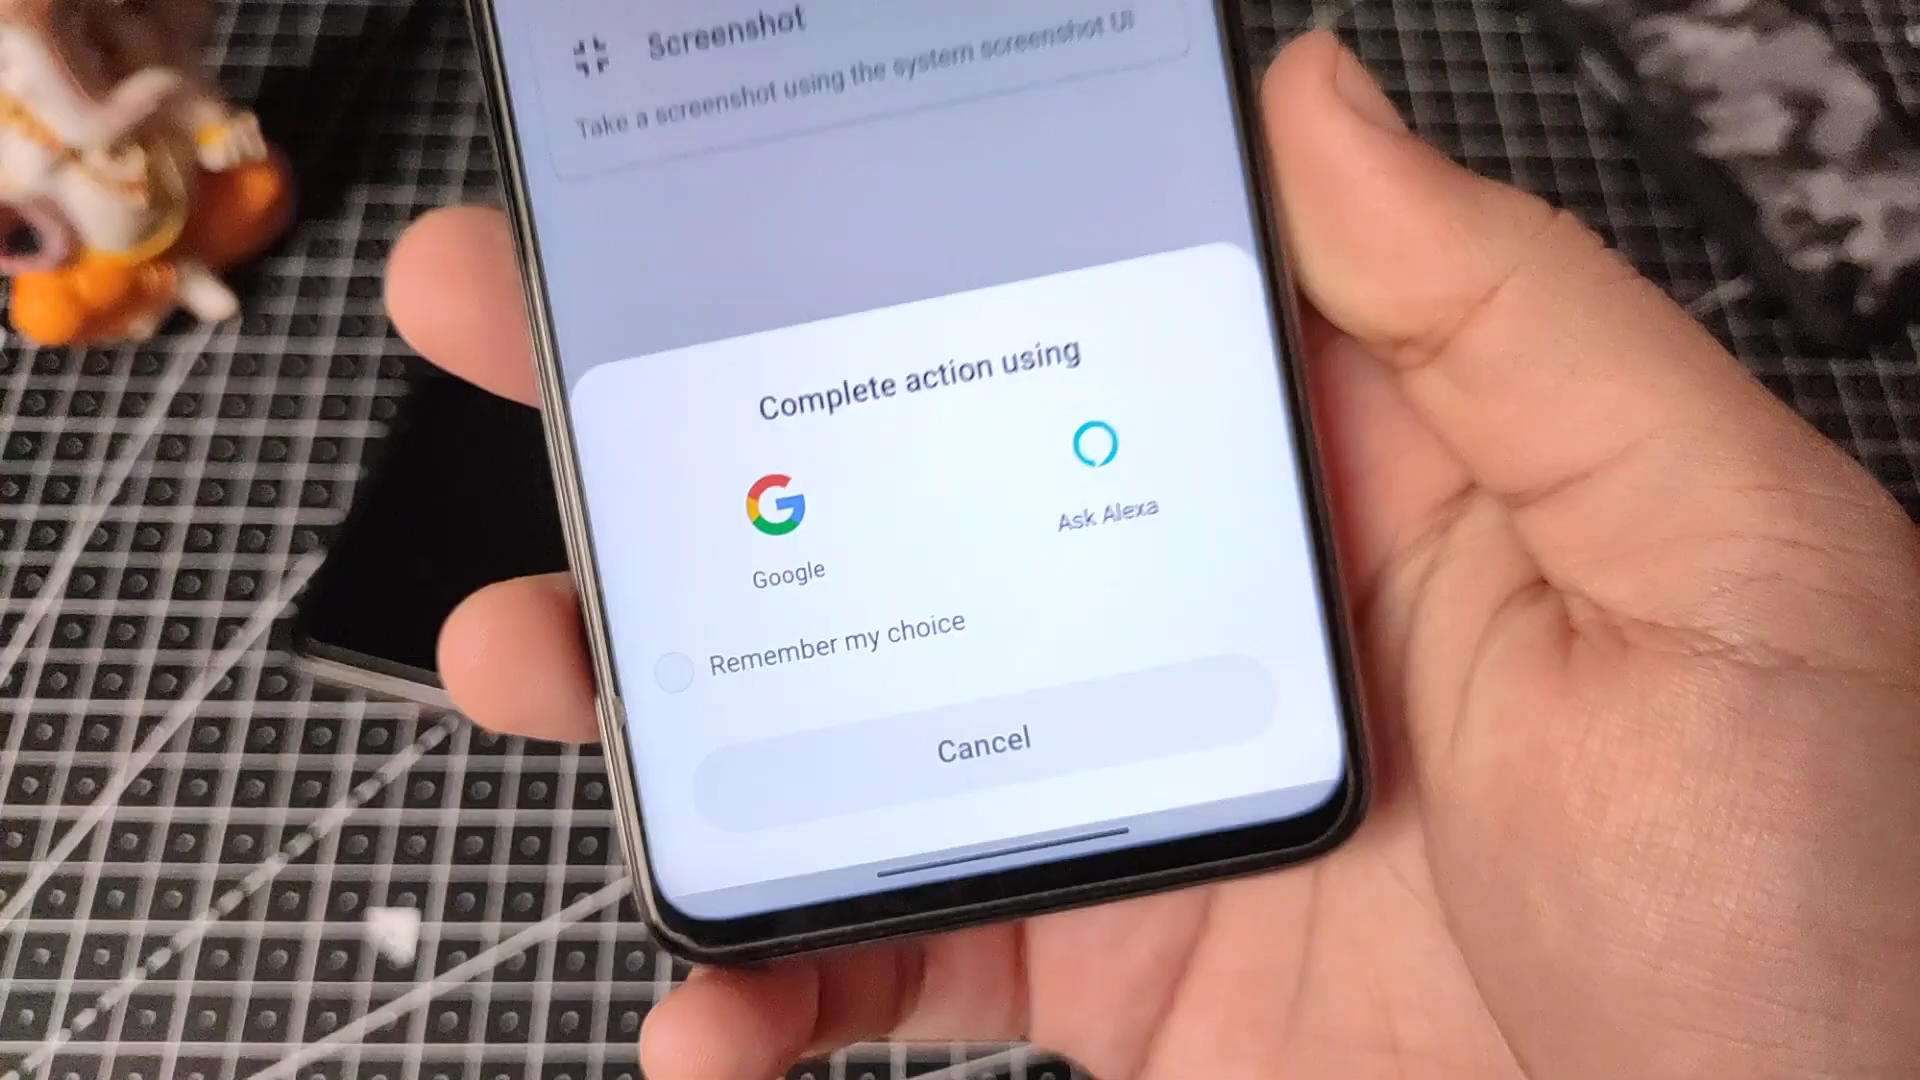 Screenshot
Take a screenshot using the system screenshot UI
Complete action using
Google
Ask Alexa
Remember my choice
Cancel